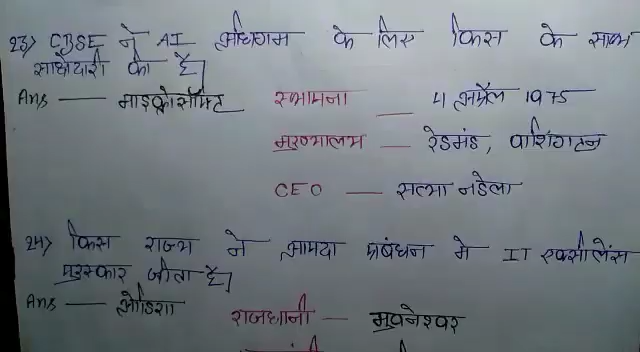 23) CBSE ने AI अधिगम के लिए किस के साथ
साझेदारी की है|
Ans — माइक्रोसॉफ्ट
स्थापना — 4 अप्रैल 1975
मुख्यालय — रेडमंड, वाशिंगटन
CEO — सत्या नडेला
24) किस राज्य ने आपदा प्रबंधन में IT एक्सीलेंस
पुरस्कार जीता है|
Ans — ओडिशा
राजधानी — भुवनेश्वर